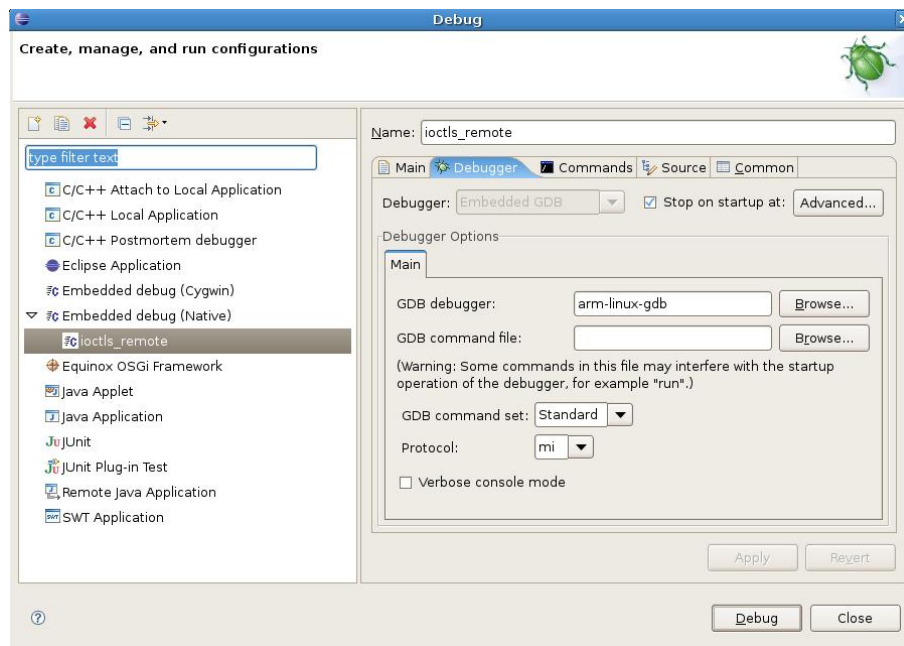 Debug
Create, manage, and run configurations
type filter text
C/C++ Attach to Local Application
C/C++ Local Application
C/C++ Postmortem debugger
Eclipse Application
Embedded debug (Cygwin)
Embedded debug (Native)
ioctls_remote
Equinox OSGi Framework
Java Applet
Java Application
JUnit
JUnit Plug-in Test
Remote Java Application
SWT Application
Name: ioctls_remote
Main Debugger Commands Source Common
Debugger: Embedded GDB Stop on startup at: Advanced...
Debugger Options
Main
GDB debugger: arm-linux-gdb Browse...
GDB command file: Browse...
(Warning: Some commands in this file may interfere with the startup
operation of the debugger, for example "run".)
GDB command set: Standard
Protocol: mi
Verbose console mode
Apply Revert
Debug Close